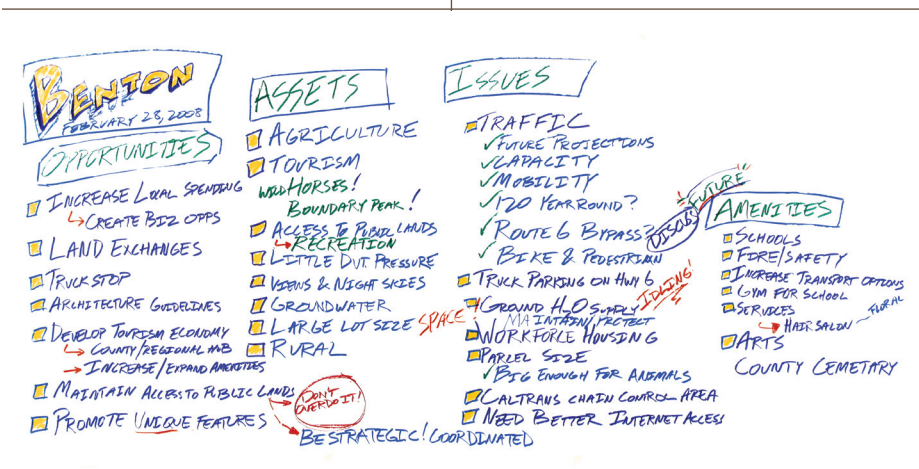 BENTON
FEBRUARY 28, 2008
OPPORTUNITIES
INCREASE LOCAL SPENDING
CREATE BIZ OPPS
LAND EXCHANGES
TRUCK STOP
ARCHITECTURE GUIDELINES
DEVELOP TOURISM ECONOMY
COUNTY/REGIONAL HUB
INCREASE/EXPAND AMENITIES
MAINTAIN ACCESS TO PUBLIC LANDS
DON'T
OVERDO IT!
BE STRATEGIC! COORDINATED
PROMOTE UNIQUE FEATURES
ASSETS
AGRICULTURE
TOURISM
WILD HORSES!
BOUNDARY PEAK!
ACCESS TO PUBLIC LANDS
RECREATION
LITTLE DVT PRESSURE
VIEWS & NIGHT SKIES
GROUNDWATER
LARGE LOT SIZE SPACE!
RURAL
ISSUES
TRAFFIC
FUTURE PROJECTIONS
CAPACITY
MOBILITY
120 YEAR ROUND?
ROUTE 6 BYPASS?
BIKE & PEDESTRIAN
DISCUSS
FUTURE
TRUCK PARKING ON HWY 6
IDLING!
GROUND H2O SUPPLY
MAINTAIN/PROTECT
WORKFORCE HOUSING
PARCEL SIZE
BIG ENOUGH FOR ANIMALS
CALTRANS CHAIN CONTROL AREA
NEED BETTER INTERNET ACCESS
AMENITIES
SCHOOLS
FIRE/SAFETY
INCREASE TRANSPORT OPTIONS
GYM FOR SCHOOL
SERVICES
HAIR SALON
FLORAL
ARTS
COUNTY CEMETARY